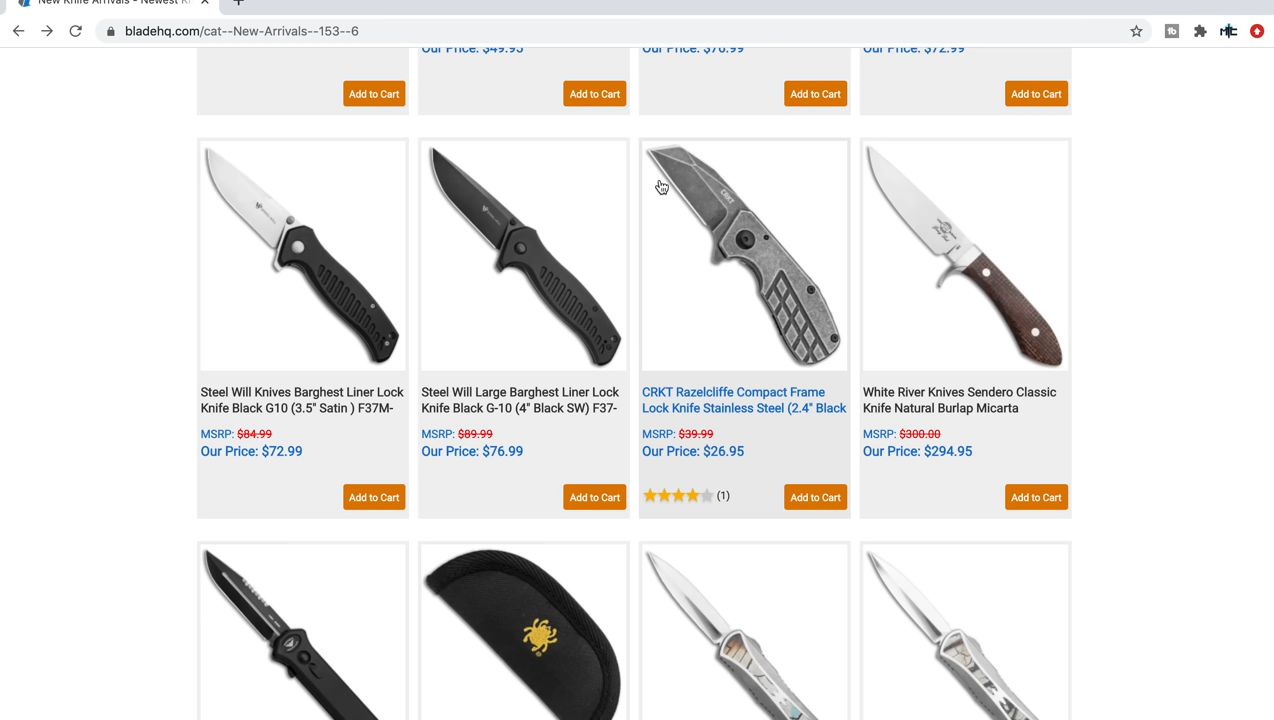 New Knife Arrivals - Newest Kn
bladehq.com/cat--New-Arrivals--153--6
Our Price: $49.95
Our Price: $76.99
Our Price: $72.99
Add to Cart
Add to Cart
Add to Cart
Add to Cart
CRKT
Steel Will Knives Barghest Liner Lock
Knife Black G10 (3.5" Satin ) F37M-
MSRP: $84.99
Our Price: $72.99
Add to Cart
Steel Will Large Barghest Liner Lock
Knife Black G-10 (4" Black SW) F37-
MSRP: $89.99
Our Price: $76.99
Add to Cart
CRKT Razelcliffe Compact Frame
Lock Knife Stainless Steel (2.4" Black
MSRP: $39.99
Our Price: $26.95
(1)
Add to Cart
White River Knives Sendero Classic
Knife Natural Burlap Micarta
MSRP: $300.00
Our Price: $294.95
Add to Cart